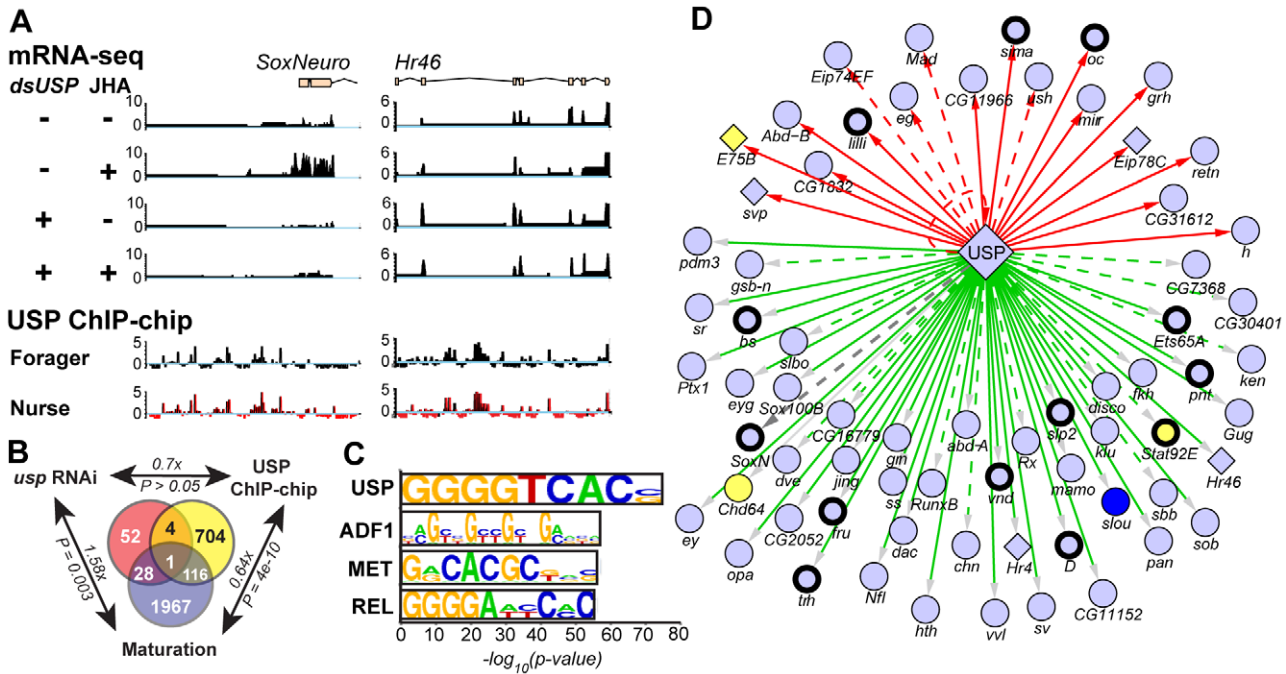 A
mRNA-seq
dsUSP JHA
SoxNeuro
Hr46
- -
10
0
6
0
- +
10
0
6
0
+ -
10
0
6
0
+ +
10
0
6
0
USP ChIP-chip
Forager
5
0
5
0
Nurse
5
0
5
0
B
usp RNAi
0.7x
P > 0.05
USP
ChIP-chip
52
4
704
1
28
116
1967
1.58x
P = 0.003
0.64x
P = 4e-10
Maturation
C
USP
GGGGTCAC
ADF1
MET
REL
0 10 20 30 40 50 60 70 80
-log10(p-value)
D
Eip74EF
Mad
sima
oc
CG11966
ush
grh
eg
mirr
Abd-B
lilli
E75B
Eip78C
retn
CG1832
svp
CG31612
USP
h
pdm3
gsb-n
CG7368
CG30401
sr
bs
Ets65A
slbo
ken
Ptx1
eyg
Sox100B
fkh
pnt
disco
Gug
CG16779
abd-A
slp2
klu
Stat92E
SoxN
gin
Rx
Hr46
dve
jing
mamo
Chd64
ss
RunxB
vnd
slou
sbb
sob
ey
CG2052
fru
dac
pan
opa
chn
Hr4
D
trh
Nfl
CG11152
hth
vvl
sv